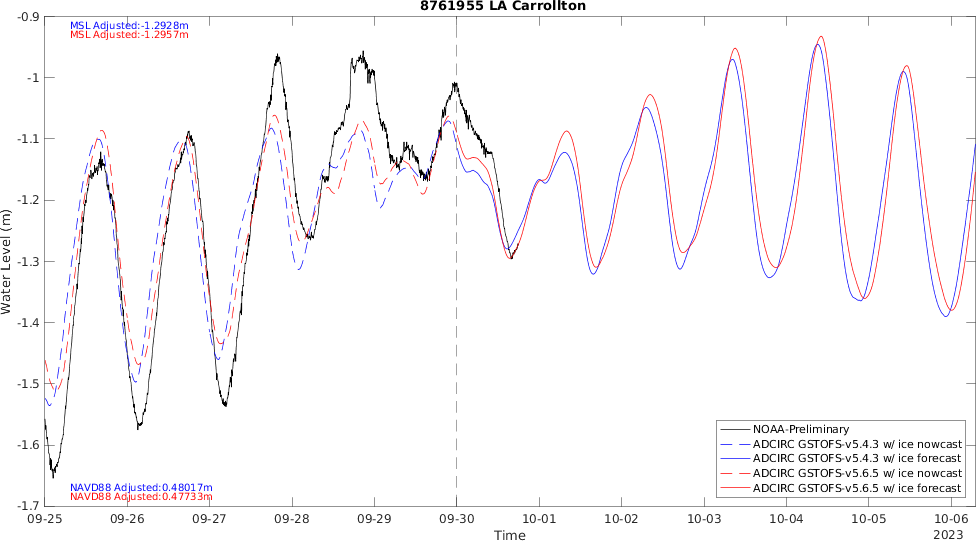 8761955 LA Carrollton
MSL Adjusted:-1.2928m
MSL Adjusted:-1.2957m
-0.9
-1
-1.1
-1.2
-1.3
-1.4
-1.5
-1.6
-1.7
Water Level (m)
NAVD88 Adjusted:0.48017m
NAVD88 Adjusted:0.47733m
NOAA-Preliminary
ADCIRC GSTOFS-v5.4.3 w/ ice nowcast
ADCIRC GSTOFS-v5.4.3 w/ ice forecast
ADCIRC GSTOFS-v5.6.5 w/ ice nowcast
ADCIRC GSTOFS-v5.6.5 w/ ice forecast
09-25 09-26 09-27 09-28 09-29 09-30 10-01 10-02 10-03 10-04 10-05 10-06
Time
2023